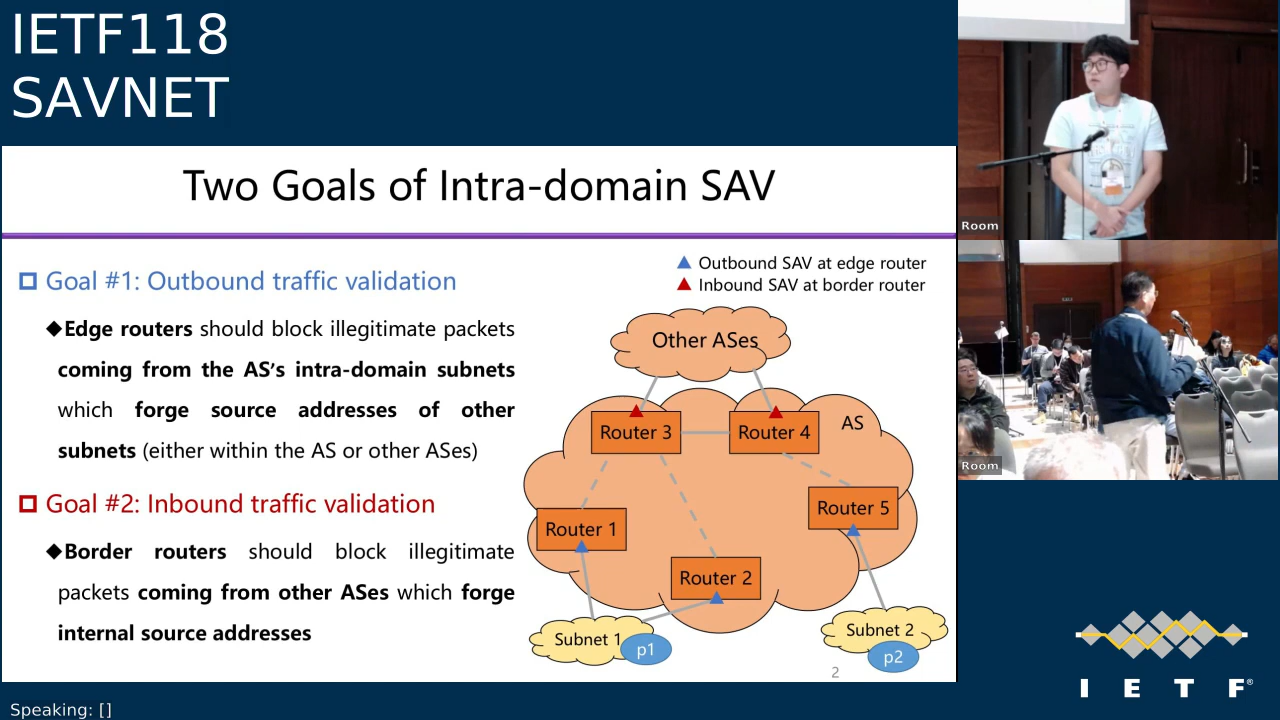 IETF118
SAVNET
Two Goals of Intra-domain SAV
Goal #1: Outbound traffic validation
◆Edge routers should block illegitimate packets
coming from the AS's intra-domain subnets
which forge source addresses of other
subnets (either within the AS or other ASes)
Goal #2: Inbound traffic validation
◆Border routers should block illegitimate
packets coming from other ASes which forge
internal source addresses
Outbound SAV at edge router
Inbound SAV at border router
Other ASes
Router 3
Router 4
AS
Router 5
Router 1
Router 2
Subnet 1
p1
Subnet 2
p2
2
Room
Room
I E T F®
Speaking: []